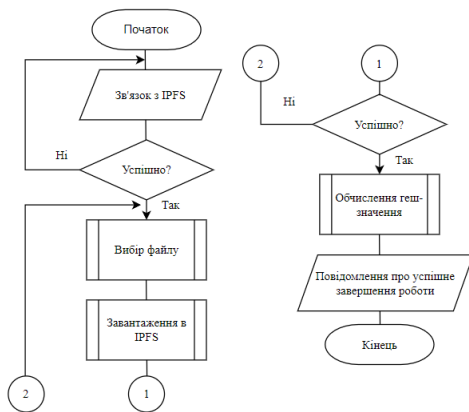 Початок
Зв'язок з IPFS
Ні
Успішно?
Так
Вибір файлу
Завантаження в
IPFS
2
1
2
1
Ні
Успішно?
Так
Обчислення геш-
значення
Повідомлення про успішне
завершення роботи
Кінець